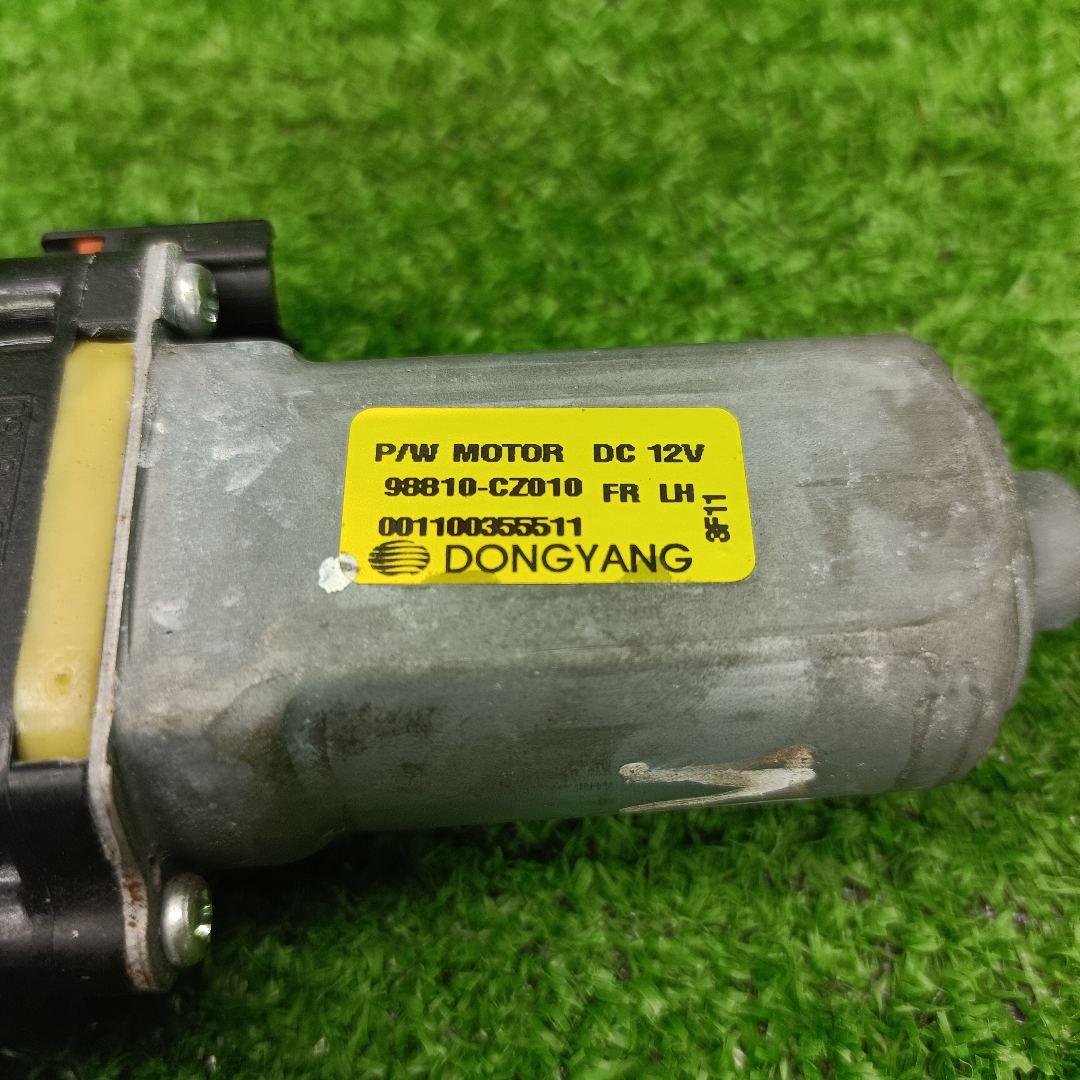 P/W MOTOR DC 12V
98810-CZ010 FR LH
001100355511
DONGYANG
3F11